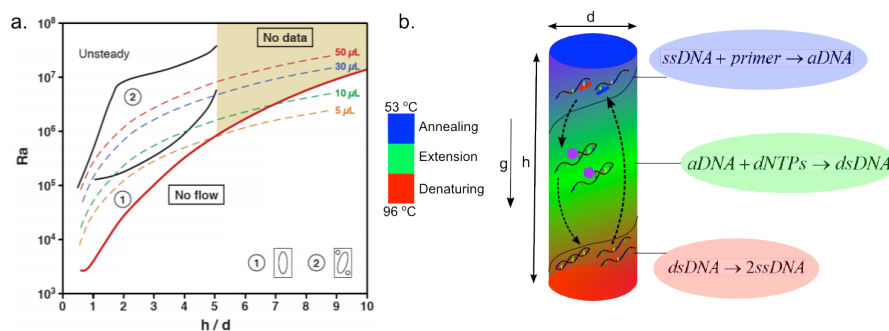 a.
10⁸
10⁷
10⁶
10⁵
10⁴
10³
Ra
Unsteady
No data
50 µL
30 µL
10 µL
5 µL
2
1
No flow
1
2
0 1 2 3 4 5 6 7 8 9 10
h / d
b.
53 ºC
Annealing
Extension
Denaturing
96 ºC
g
h
d
ssDNA + primer → aDNA
aDNA + dNTPs → dsDNA
dsDNA → 2ssDNA